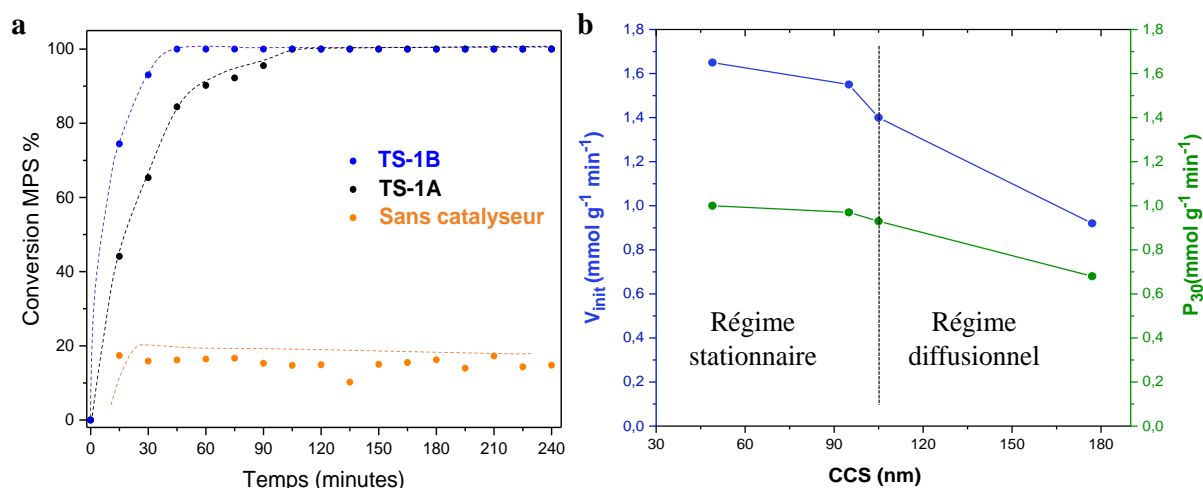 a
100
80
60
40
20
0
Conversion MPS %
TS-1B
TS-1A
Sans catalyseur
0 30 60 90 120 150 180 210 240
Temps (minutes)
b
1,8
1,6
1,4
1,2
1,0
0,8
0,6
0,4
0,2
0,0
V_init (mmol g⁻¹ min⁻¹)
Régime stationnaire
Régime diffusionnel
30 60 90 120 150 180
CCS (nm)
1,8
1,6
1,4
1,2
1,0
0,8
0,6
0,4
0,2
0,0
P₃₀(mmol g⁻¹ min⁻¹)